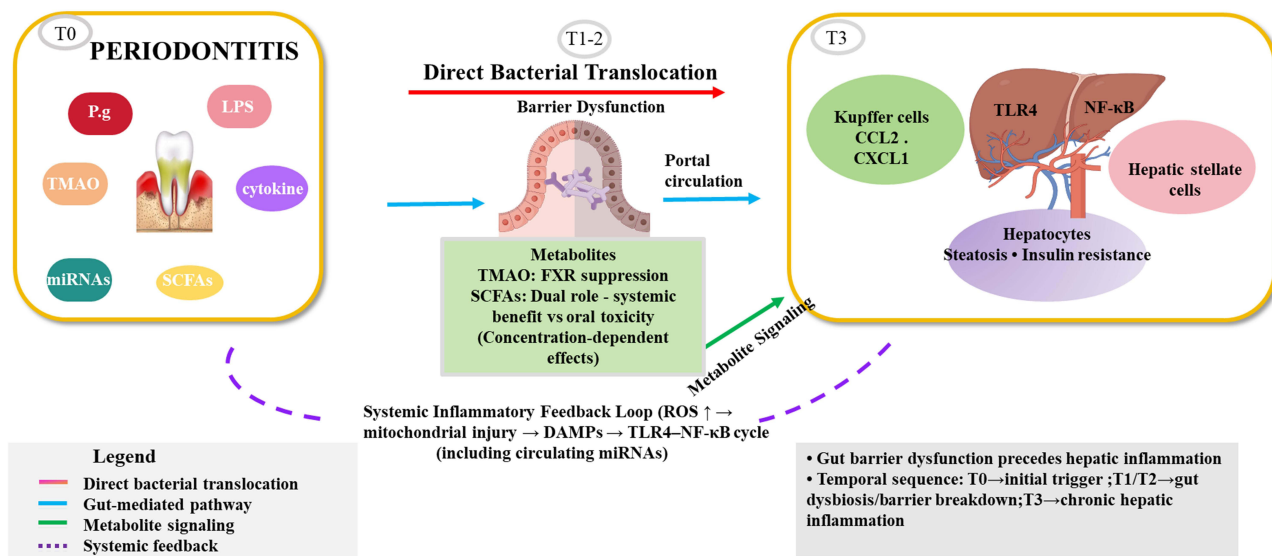 T0
PERIODONTITIS
P.g
LPS
TMAO
cytokine
miRNAs
SCFAs
T1-2
Direct Bacterial Translocation
Barrier Dysfunction
Portal
circulation
Metabolites
TMAO: FXR suppression
SCFAs: Dual role - systemic
benefit vs oral toxicity
(Concentration-dependent
effects)
Metabolite Signaling
T3
Kupffer cells
CCL2 .
CXCL1
TLR4
NF-κB
Hepatic stellate
cells
Hepatocytes
Steatosis • Insulin resistance
Systemic Inflammatory Feedback Loop (ROS ↑ →
mitochondrial injury → DAMPs → TLR4–NF-κB cycle
(including circulating miRNAs)
Legend
Direct bacterial translocation
Gut-mediated pathway
Metabolite signaling
Systemic feedback
• Gut barrier dysfunction precedes hepatic inflammation
• Temporal sequence: T0→initial trigger ;T1/T2→gut
dysbiosis/barrier breakdown;T3→chronic hepatic
inflammation